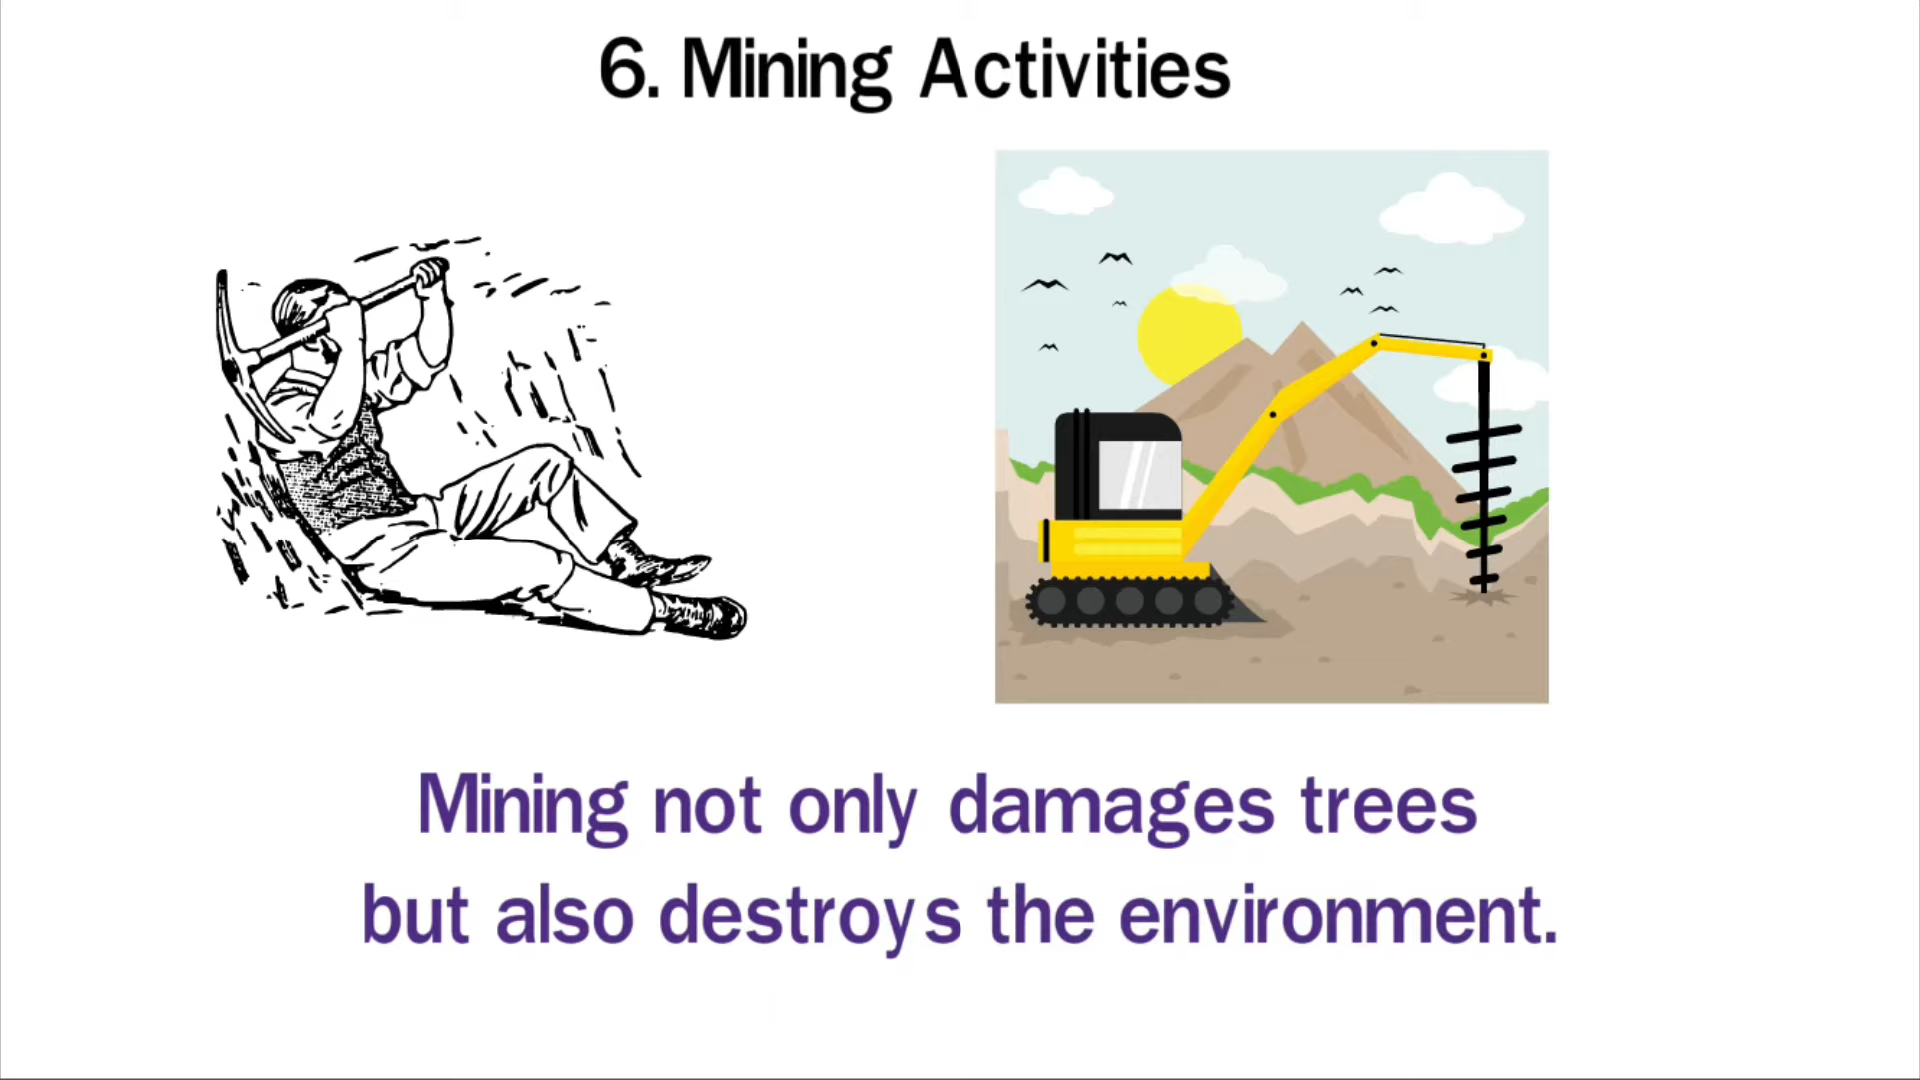 6. Mining Activities
Mining not only damages trees
but also destroys the environment.